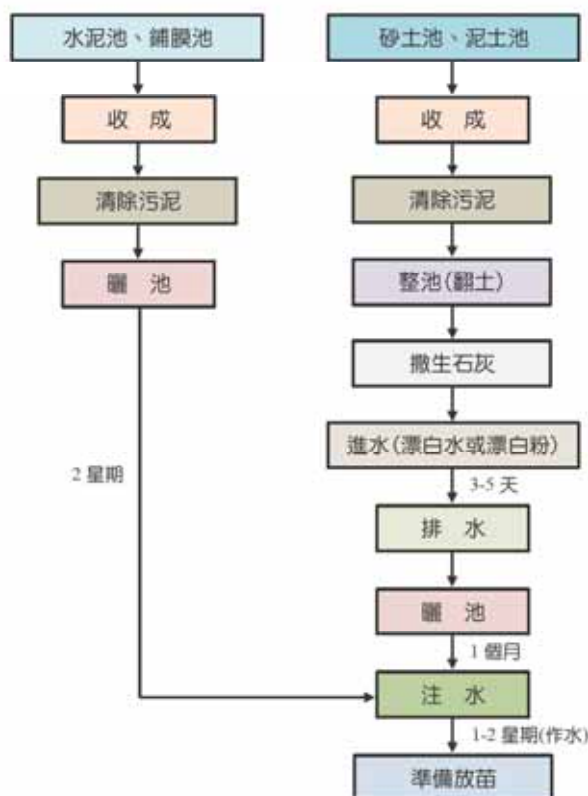 水泥池、鋪膜池
收 成
清除污泥
曬 池
2 星期
砂土池、泥土池
收 成
清除污泥
整池(翻土)
撒生石灰
進水(漂白水或漂白粉)
3-5 天
排 水
曬 池
1 個月
注 水
1-2 星期(作水)
準備放苗